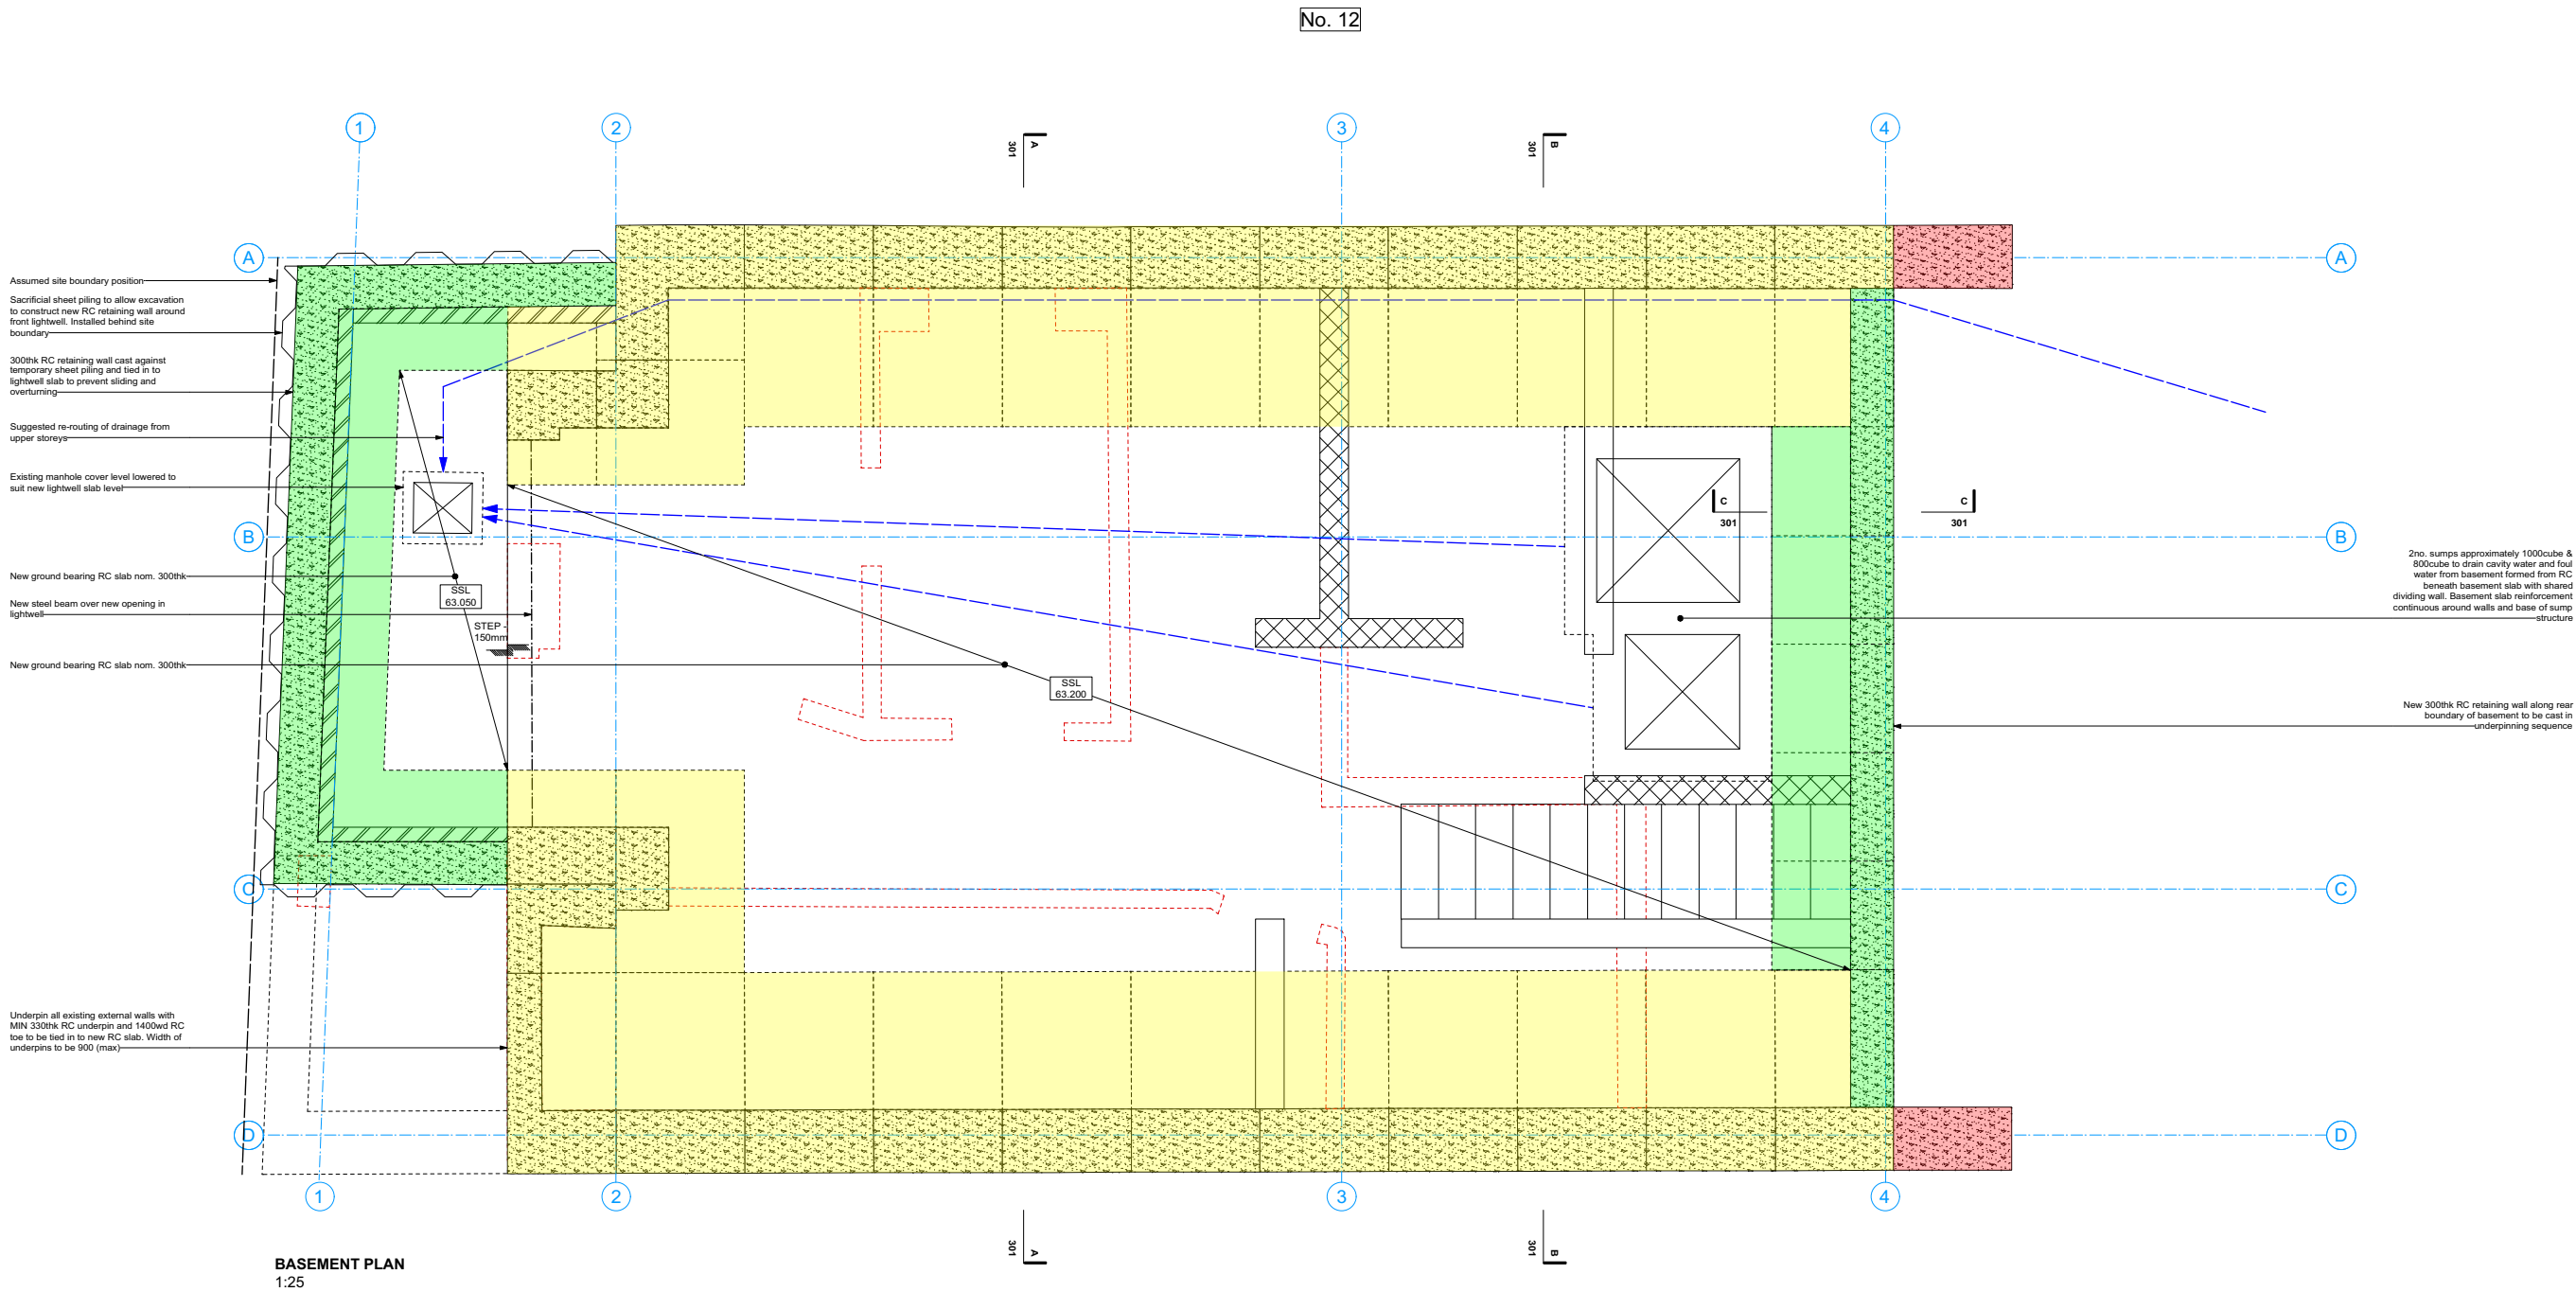 No. 12
1
2
3
4
301
A
301
B
A
A
Assumed site boundary position
Sacrificial sheet piling to allow excavation
to construct new RC retaining wall around
front lightwell. Installed behind site
boundary
300thk RC retaining wall cast against
temporary sheet piling and tied in to
lightwell slab to prevent sliding and
overturning
Suggested re-routing of drainage from
upper storeys
Existing manhole cover level lowered to
suit new lightwell slab level
C
301
C
301
B
B
2no. sumps approximately 1000cube &
800cube to drain cavity water and foul
water from basement formed from RC
beneath basement slab with shared
dividing wall. Basement slab reinforcement
continuous around walls and base of sump
structure
New ground bearing RC slab nom. 300thk
SSL
63.050
New steel beam over new opening in
lightwell
STEP -
150mm
New ground bearing RC slab nom. 300thk
SSL
63.200
New 300thk RC retaining wall along rear
boundary of basement to be cast in
underpinning sequence
C
C
Underpin all existing external walls with
MIN 330thk RC underpin and 1400wd RC
toe to be tied in to new RC slab. Width of
underpins to be 900 (max)
D
D
1
2
3
4
301
A
301
B
BASEMENT PLAN
1:25